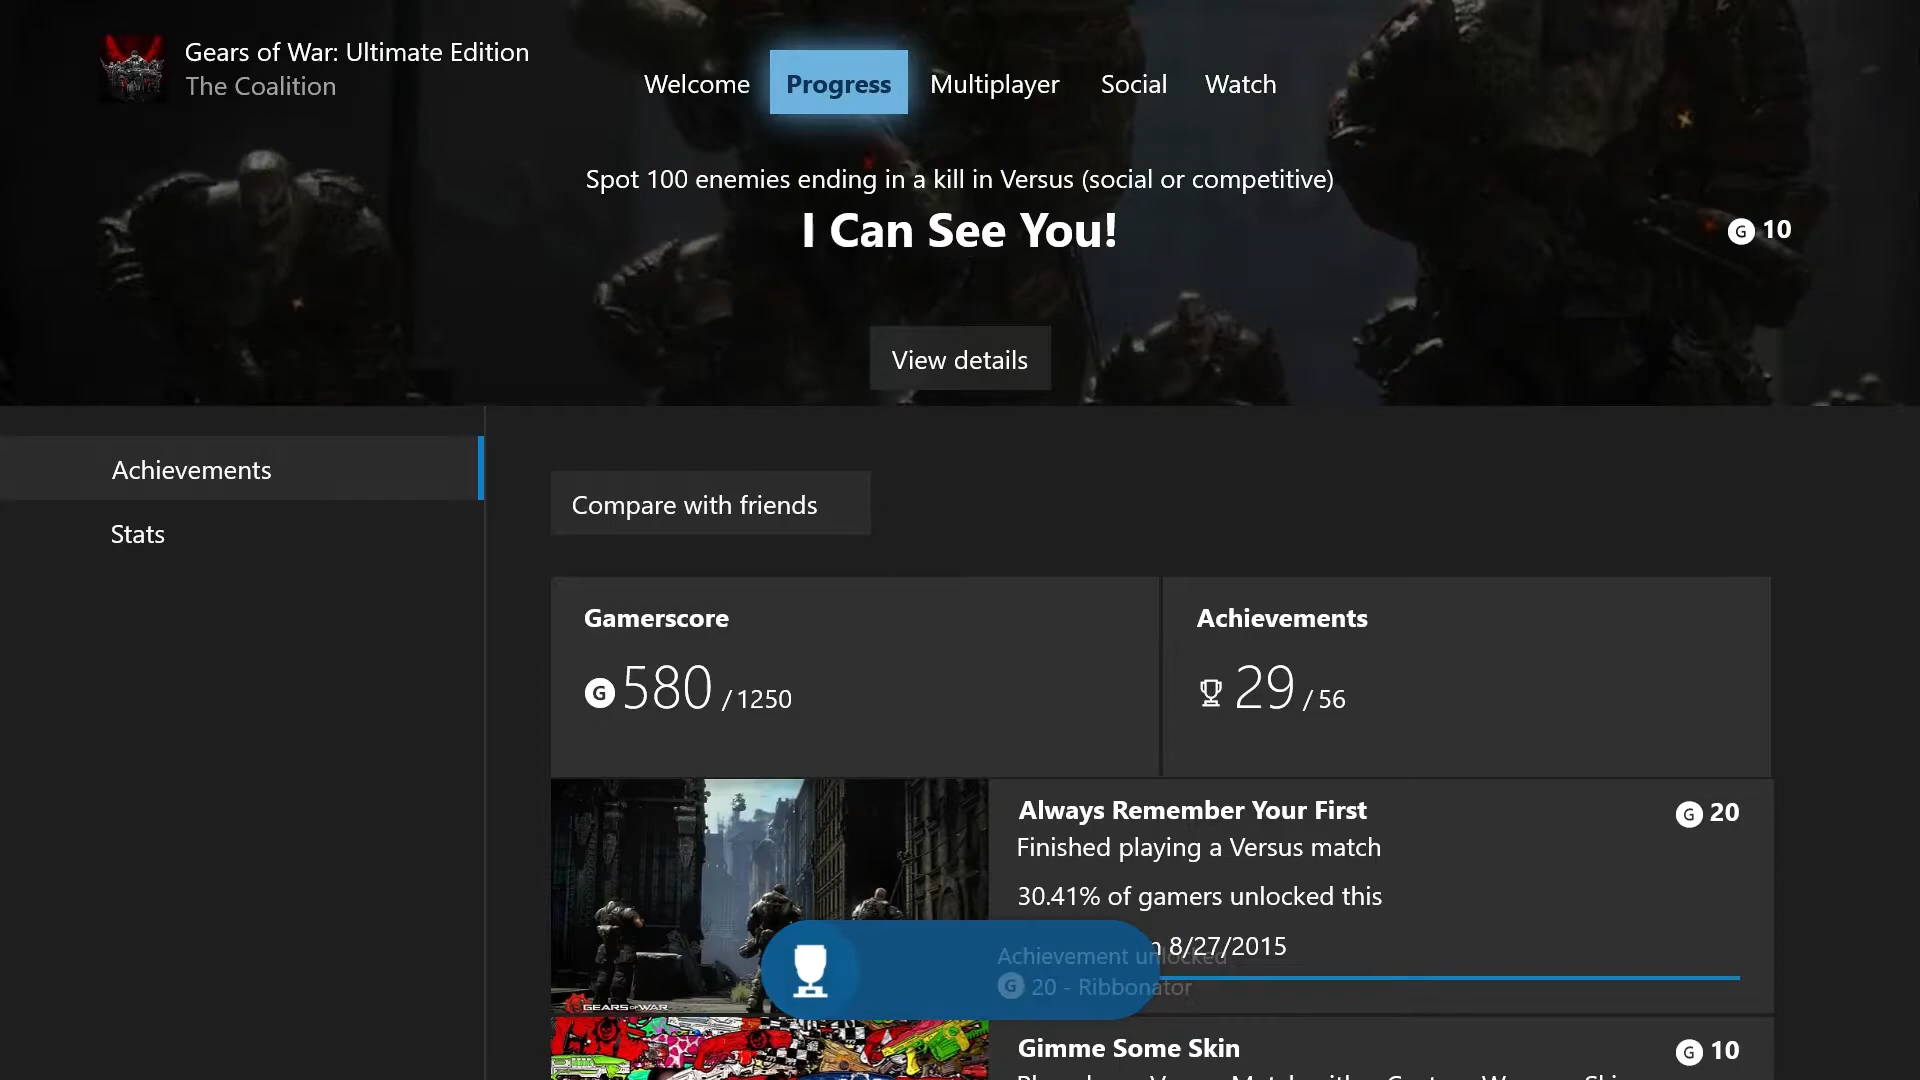 Gears of War: Ultimate Edition
The Coalition
Welcome Progress Multiplayer Social Watch
Spot 100 enemies ending in a kill in Versus (social or competitive)
I Can See You!
G 10
View details
Achievements
Stats
Compare with friends
Gamerscore
G 580 / 1250
Achievements
29 / 56
Always Remember Your First
G 20
Finished playing a Versus match
30.41% of gamers unlocked this
8/27/2015
Achievement unlocked
G 20 - Ribbonator
GEARS OF WAR
Gimme Some Skin
G 10